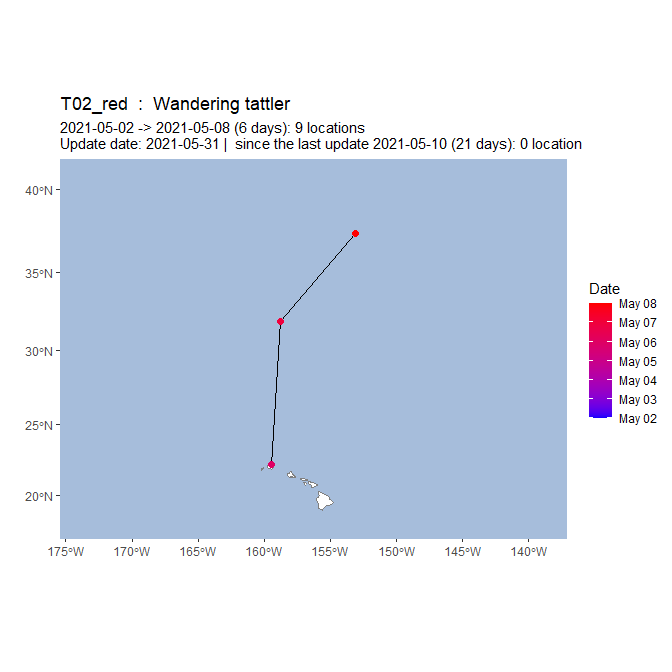 T02_red  :  Wandering tattler
2021-05-02 -> 2021-05-08 (6 days): 9 locations
Update date: 2021-05-31 |  since the last update 2021-05-10 (21 days): 0 location
40°N
35°N
30°N
25°N
20°N
175°W
170°W
165°W
160°W
155°W
150°W
145°W
140°W
Date
May 08
May 07
May 06
May 05
May 04
May 03
May 02